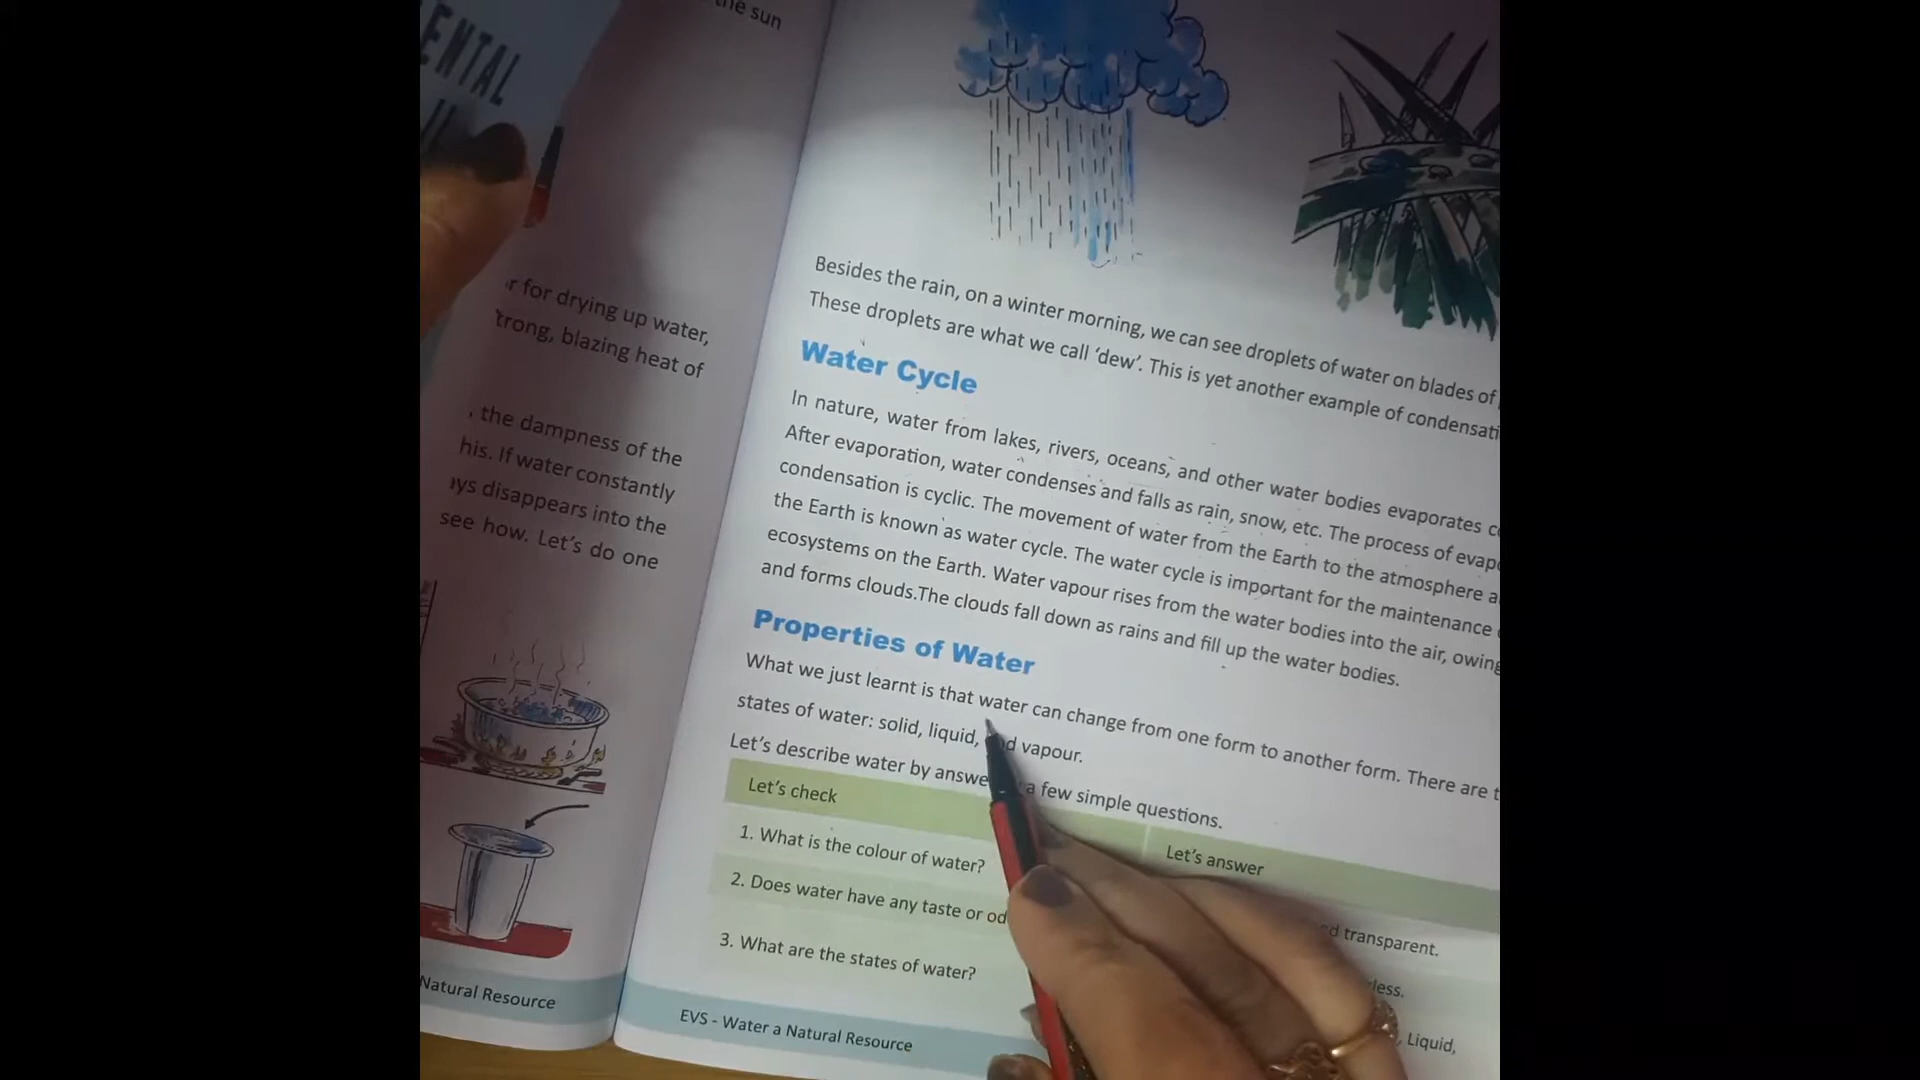 ENTAL
the sun
for drying up water,
strong, blazing heat of
, the dampness of the
his. If water constantly
ays disappears into the
see how. Let's do one
Natural Resource
Besides the rain, on a winter morning, we can see droplets of water on blades of
These droplets are what we call 'dew'. This is yet another example of condensati
Water Cycle
In nature, water from lakes, rivers, oceans, and other water bodies evaporates c
After evaporation, water condenses and falls as rain, snow, etc. The process of evap
condensation is cyclic. The movement of water from the Earth to the atmosphere a
the Earth is known as water cycle. The water cycle is important for the maintenance
ecosystems on the Earth. Water vapour rises from the water bodies into the air, owing
and forms clouds.The clouds fall down as rains and fill up the water bodies.
Properties of Water
What we just learnt is that water can change from one form to another form. There are t
states of water: solid, liquid, and vapour.
Let's describe water by answe a few simple questions.
Let's check
Let's answer
1. What is the colour of water?
d transparent.
2. Does water have any taste or od
less.
3. What are the states of water?
, Liquid,
EVS - Water a Natural Resource